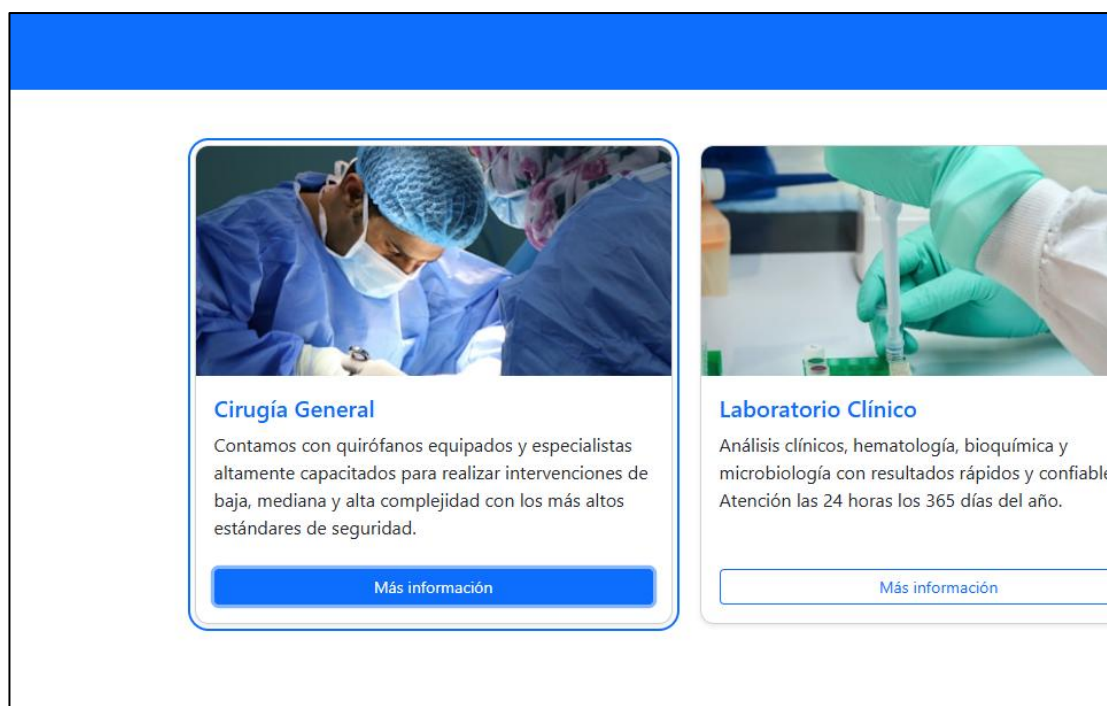 Cirugía General
Contamos con quirófanos equipados y especialistas
altamente capacitados para realizar intervenciones de
baja, mediana y alta complejidad con los más altos
estándares de seguridad.
Más información
Laboratorio Clínico
Análisis clínicos, hematología, bioquímica y
microbiología con resultados rápidos y confiable
Atención las 24 horas los 365 días del año.
Más información